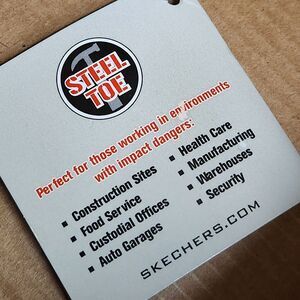 STEEL
TOE
Perfect for those working in environments
with impact dangers:
▪ Construction Sites
▪ Food Service
▪ Custodial Offices
▪ Auto Garages
▪ Health Care
▪ Manufacturing
▪ Warehouses
▪ Security
SKECHERS.COM